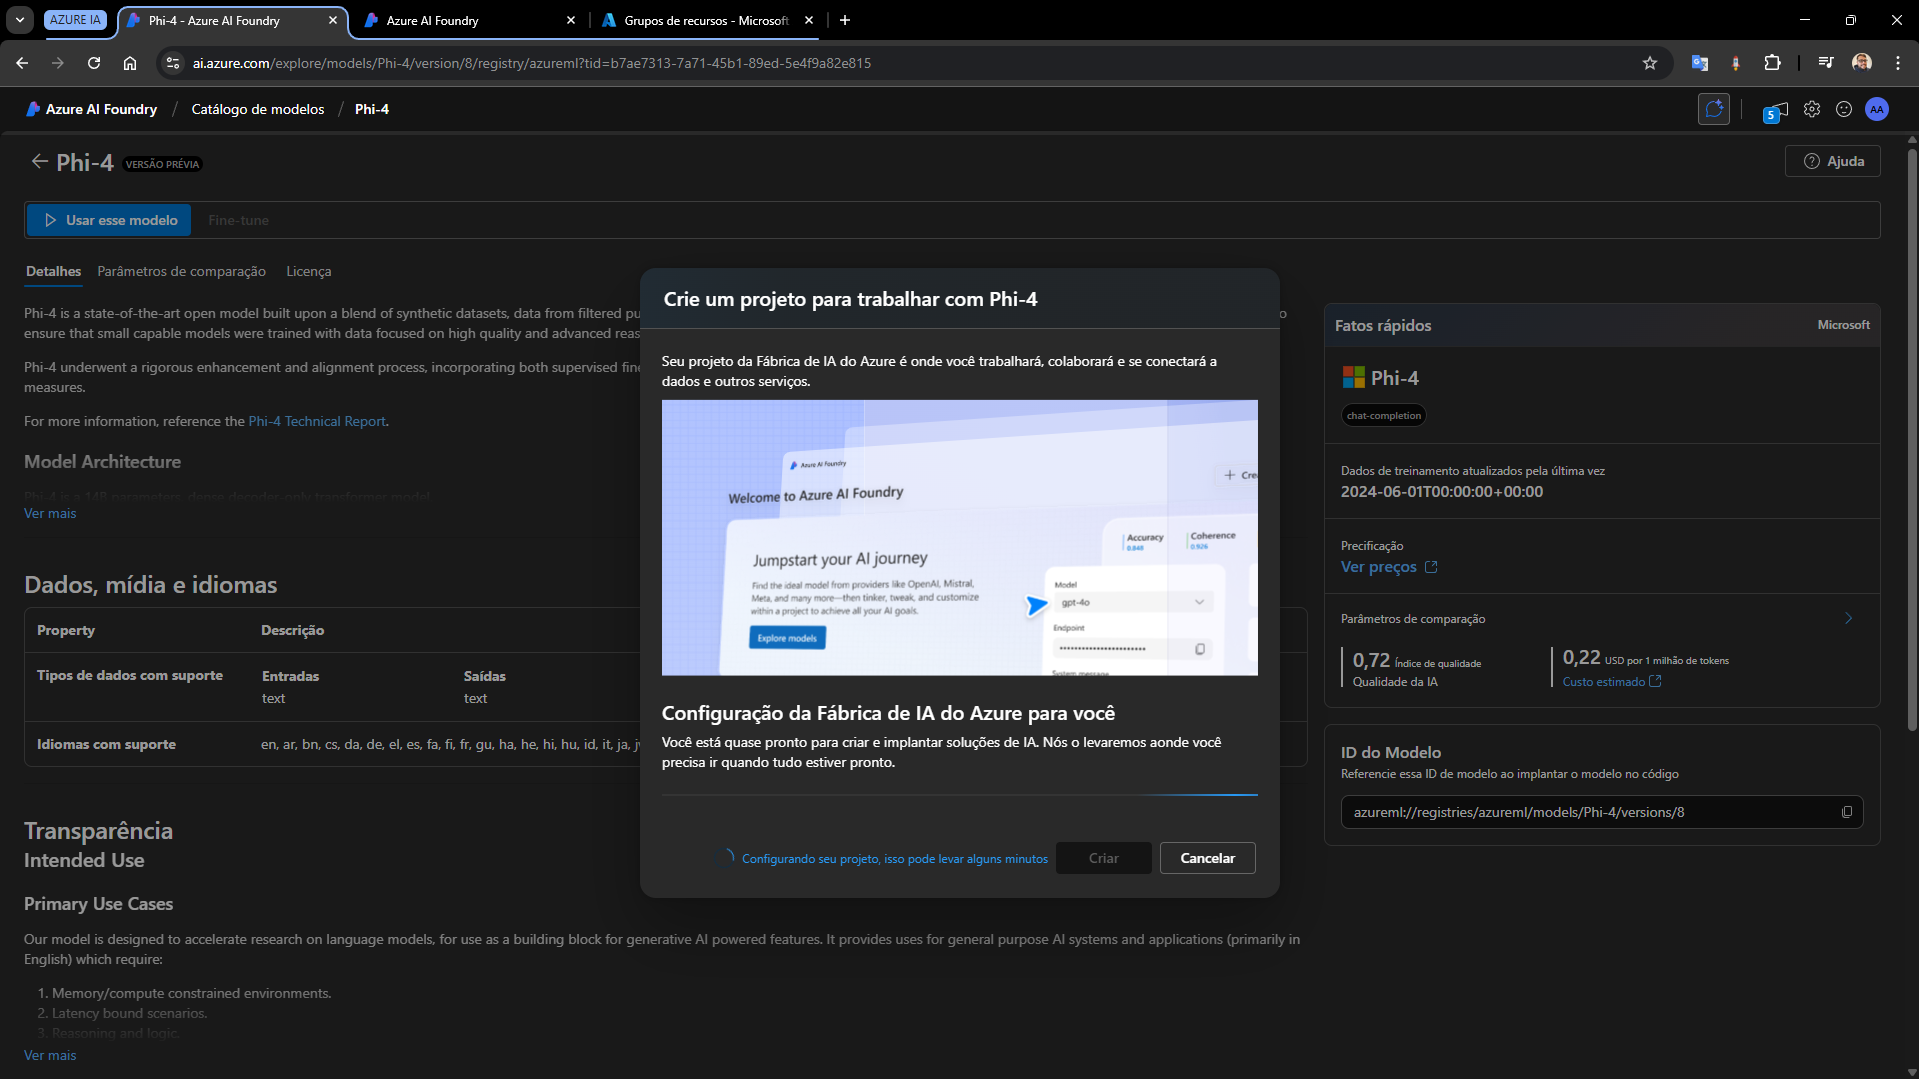 AZURE IA
Phi-4 - Azure AI Foundry
Azure AI Foundry
Grupos de recursos - Microsoft
ai.azure.com/explore/models/Phi-4/version/8/registry/azureml?tid=b7ae7313-7a71-45b1-89ed-5e4f9a82e815
Azure AI Foundry / Catálogo de modelos / Phi-4
5
AA
Phi-4 VERSÃO PRÉVIA
Ajuda
Usar esse modelo
Fine-tune
Detalhes
Parâmetros de comparação
Licença
Phi-4 is a state-of-the-art open model built upon a blend of synthetic datasets, data from filtered pu
ensure that small capable models were trained with data focused on high quality and advanced reas
Phi-4 underwent a rigorous enhancement and alignment process, incorporating both supervised fine
measures.
For more information, reference the Phi-4 Technical Report.
Model Architecture
Phi-4 is a 14B parameters, dense decoder-only transformer model
Ver mais
Dados, mídia e idiomas
Property
Descrição
Tipos de dados com suporte
Entradas
Saídas
text
text
Idiomas com suporte
en, ar, bn, cs, da, de, el, es, fa, fi, fr, gu, ha, he, hi, hu, id, it, ja, jv
Transparência
Intended Use
Primary Use Cases
Our model is designed to accelerate research on language models, for use as a building block for generative AI powered features. It provides uses for general purpose AI systems and applications (primarily in
English) which require:
1. Memory/compute constrained environments.
2. Latency bound scenarios.
3. Reasoning and logic.
Ver mais
Crie um projeto para trabalhar com Phi-4
Seu projeto da Fábrica de IA do Azure é onde você trabalhará, colaborará e se conectará a
dados e outros serviços.
Azure AI Foundry
Welcome to Azure AI Foundry
+ Cre
Jumpstart your AI journey
Find the ideal model from providers like OpenAI, Mistral,
Meta, and many more—then tinker, tweak, and customize
within a project to achieve all your AI goals.
Explore models
Accuracy
0.848
Coherence
0.926
Model
gpt-4o
Endpoint
System message
Configuração da Fábrica de IA do Azure para você
Você está quase pronto para criar e implantar soluções de IA. Nós o levaremos aonde você
precisa ir quando tudo estiver pronto.
Configurando seu projeto, isso pode levar alguns minutos
Criar
Cancelar
o
Fatos rápidos
Microsoft
Phi-4
chat-completion
Dados de treinamento atualizados pela última vez
2024-06-01T00:00:00+00:00
Precificação
Ver preços
Parâmetros de comparação
0,72 Índice de qualidade
Qualidade da IA
0,22 USD por 1 milhão de tokens
Custo estimado
ID do Modelo
Referencie essa ID de modelo ao implantar o modelo no código
azureml://registries/azureml/models/Phi-4/versions/8